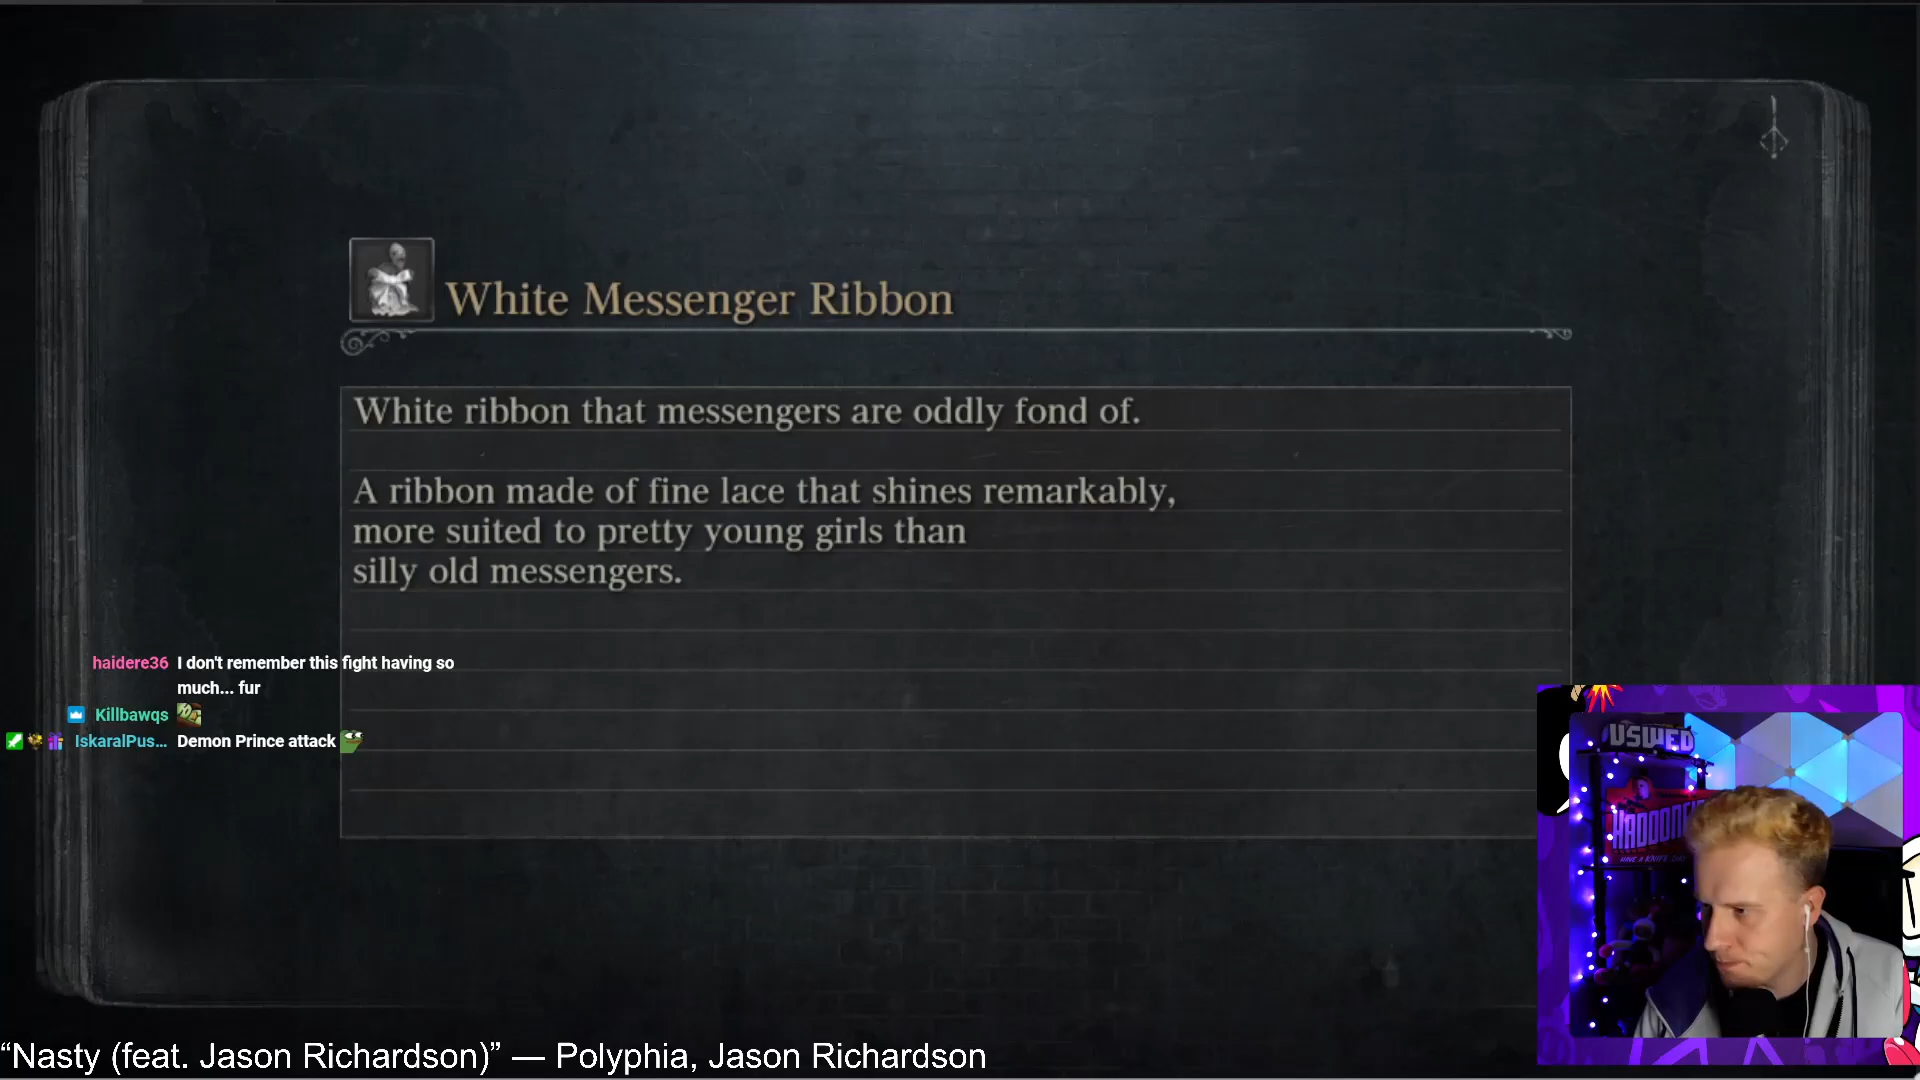 White Messenger Ribbon
White ribbon that messengers are oddly fond of.
A ribbon made of fine lace that shines remarkably,
more suited to pretty young girls than
silly old messengers.
haidere36 I don't remember this fight having so
much... fur
Killbawqs
IskaralPus... Demon Prince attack
VSWED
“Nasty (feat. Jason Richardson)” — Polyphia, Jason Richardson